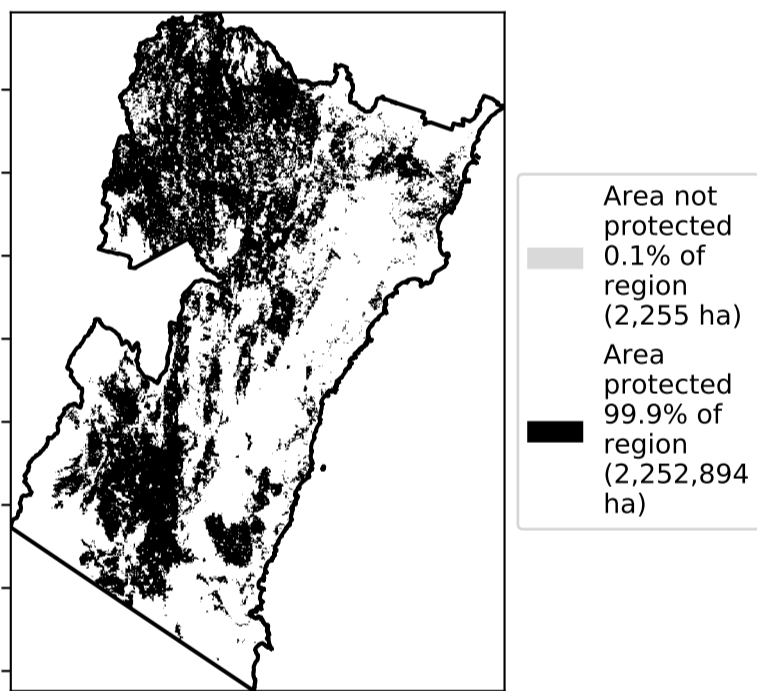 Area not
protected
0.1% of
region
(2,255 ha)
Area
protected
99.9% of
region
(2,252,894
ha)